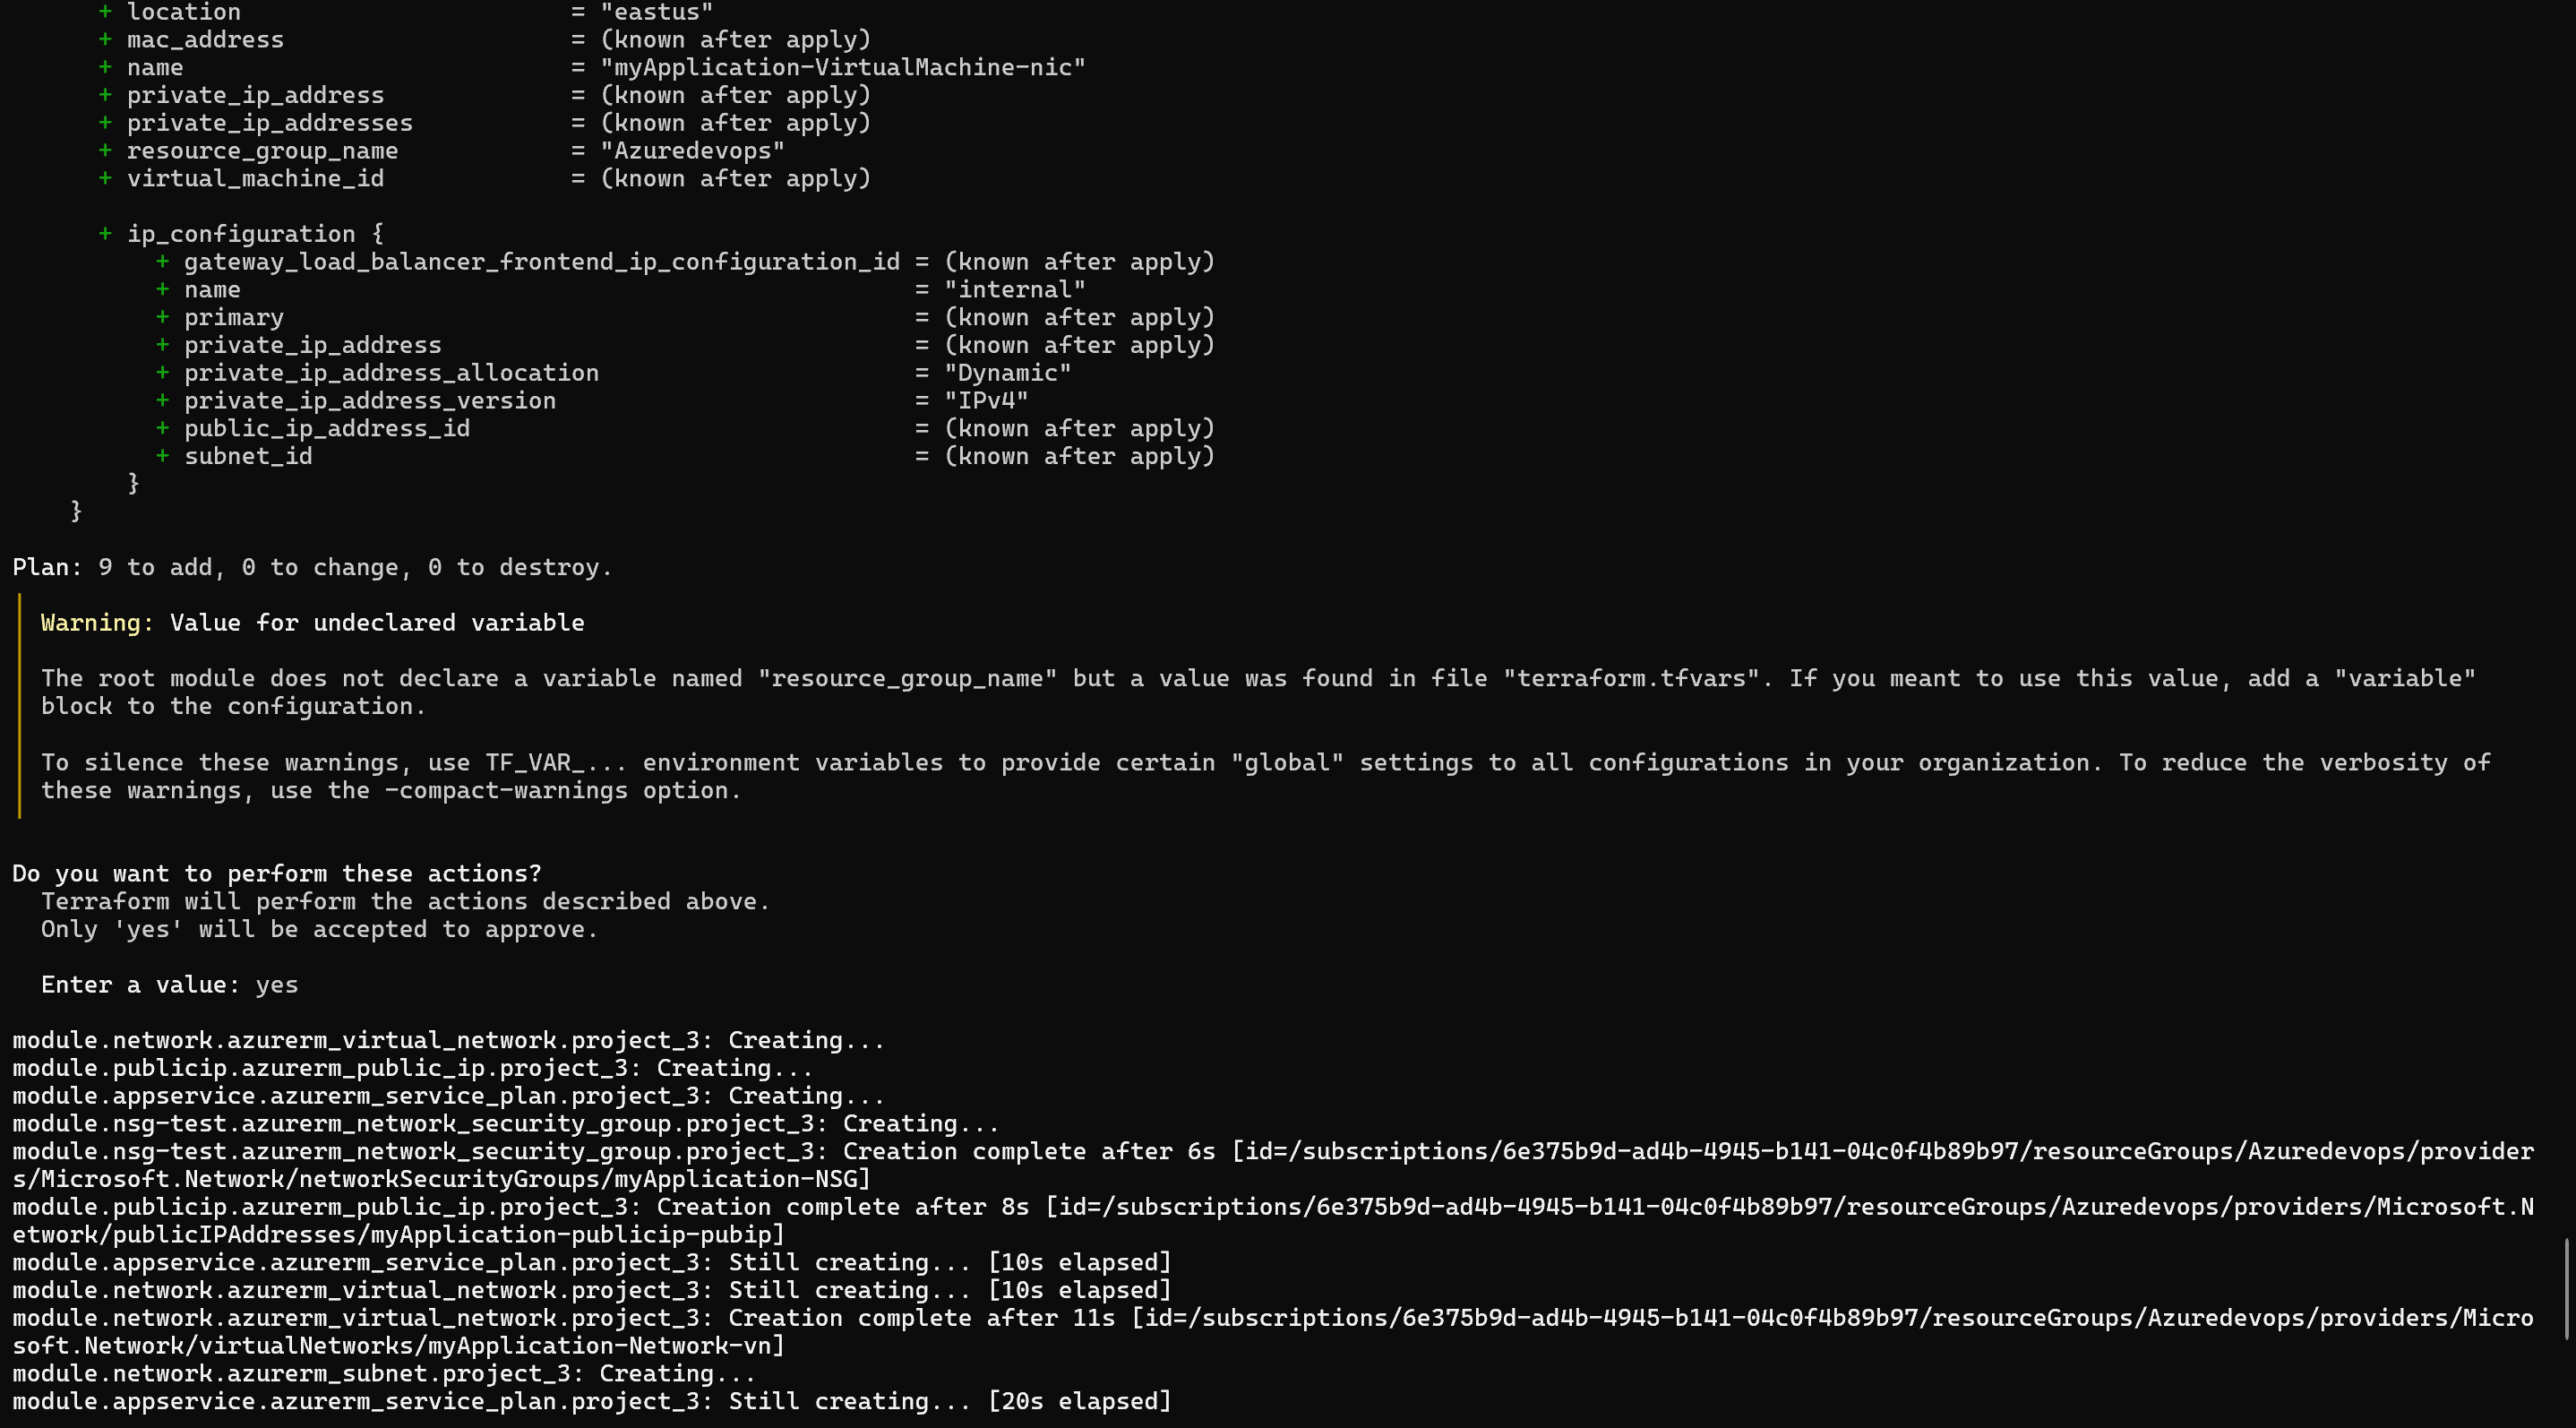 + location                       = "eastus"
+ mac_address                    = (known after apply)
+ name                           = "myApplication-VirtualMachine-nic"
+ private_ip_address             = (known after apply)
+ private_ip_addresses           = (known after apply)
+ resource_group_name            = "Azuredevops"
+ virtual_machine_id             = (known after apply)
+ ip_configuration {
+ gateway_load_balancer_frontend_ip_configuration_id = (known after apply)
+ name                                               = "internal"
+ primary                                            = (known after apply)
+ private_ip_address                                 = (known after apply)
+ private_ip_address_allocation                      = "Dynamic"
+ private_ip_address_version                         = "IPv4"
+ public_ip_address_id                               = (known after apply)
+ subnet_id                                          = (known after apply)
}
}
Plan: 9 to add, 0 to change, 0 to destroy.
Warning: Value for undeclared variable
The root module does not declare a variable named "resource_group_name" but a value was found in file "terraform.tfvars". If you meant to use this value, add a "variable"
block to the configuration.
To silence these warnings, use TF_VAR_... environment variables to provide certain "global" settings to all configurations in your organization. To reduce the verbosity of
these warnings, use the -compact-warnings option.
Do you want to perform these actions?
Terraform will perform the actions described above.
Only 'yes' will be accepted to approve.
Enter a value: yes
module.network.azurerm_virtual_network.project_3: Creating...
module.publicip.azurerm_public_ip.project_3: Creating...
module.appservice.azurerm_service_plan.project_3: Creating...
module.nsg-test.azurerm_network_security_group.project_3: Creating...
module.nsg-test.azurerm_network_security_group.project_3: Creation complete after 6s [id=/subscriptions/6e375b9d-ad4b-4945-b141-04c0f4b89b97/resourceGroups/Azuredevops/provider
s/Microsoft.Network/networkSecurityGroups/myApplication-NSG]
module.publicip.azurerm_public_ip.project_3: Creation complete after 8s [id=/subscriptions/6e375b9d-ad4b-4945-b141-04c0f4b89b97/resourceGroups/Azuredevops/providers/Microsoft.N
etwork/publicIPAddresses/myApplication-publicip-pubip]
module.appservice.azurerm_service_plan.project_3: Still creating... [10s elapsed]
module.network.azurerm_virtual_network.project_3: Still creating... [10s elapsed]
module.network.azurerm_virtual_network.project_3: Creation complete after 11s [id=/subscriptions/6e375b9d-ad4b-4945-b141-04c0f4b89b97/resourceGroups/Azuredevops/providers/Micro
soft.Network/virtualNetworks/myApplication-Network-vn]
module.network.azurerm_subnet.project_3: Creating...
module.appservice.azurerm_service_plan.project_3: Still creating... [20s elapsed]